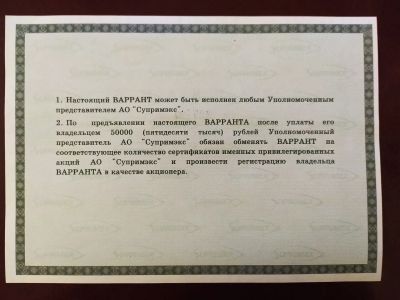 1. Настоящий ВАРРАНТ может быть исполнен любым Уполномоченным
представителем АО "Супримэкс".
2. По предъявлении настоящего ВАРРАНТА после уплаты его
владельцем 50000 (пятидесяти тысяч) рублей Уполномоченный
представитель АО "Супримэкс" обязан обменять ВАРРАНТ на
соответствующее количество сертификатов именных привилегированных
акций АО "Супримэкс" и произвести регистрацию владельца
ВАРРАНТА в качестве акционера.